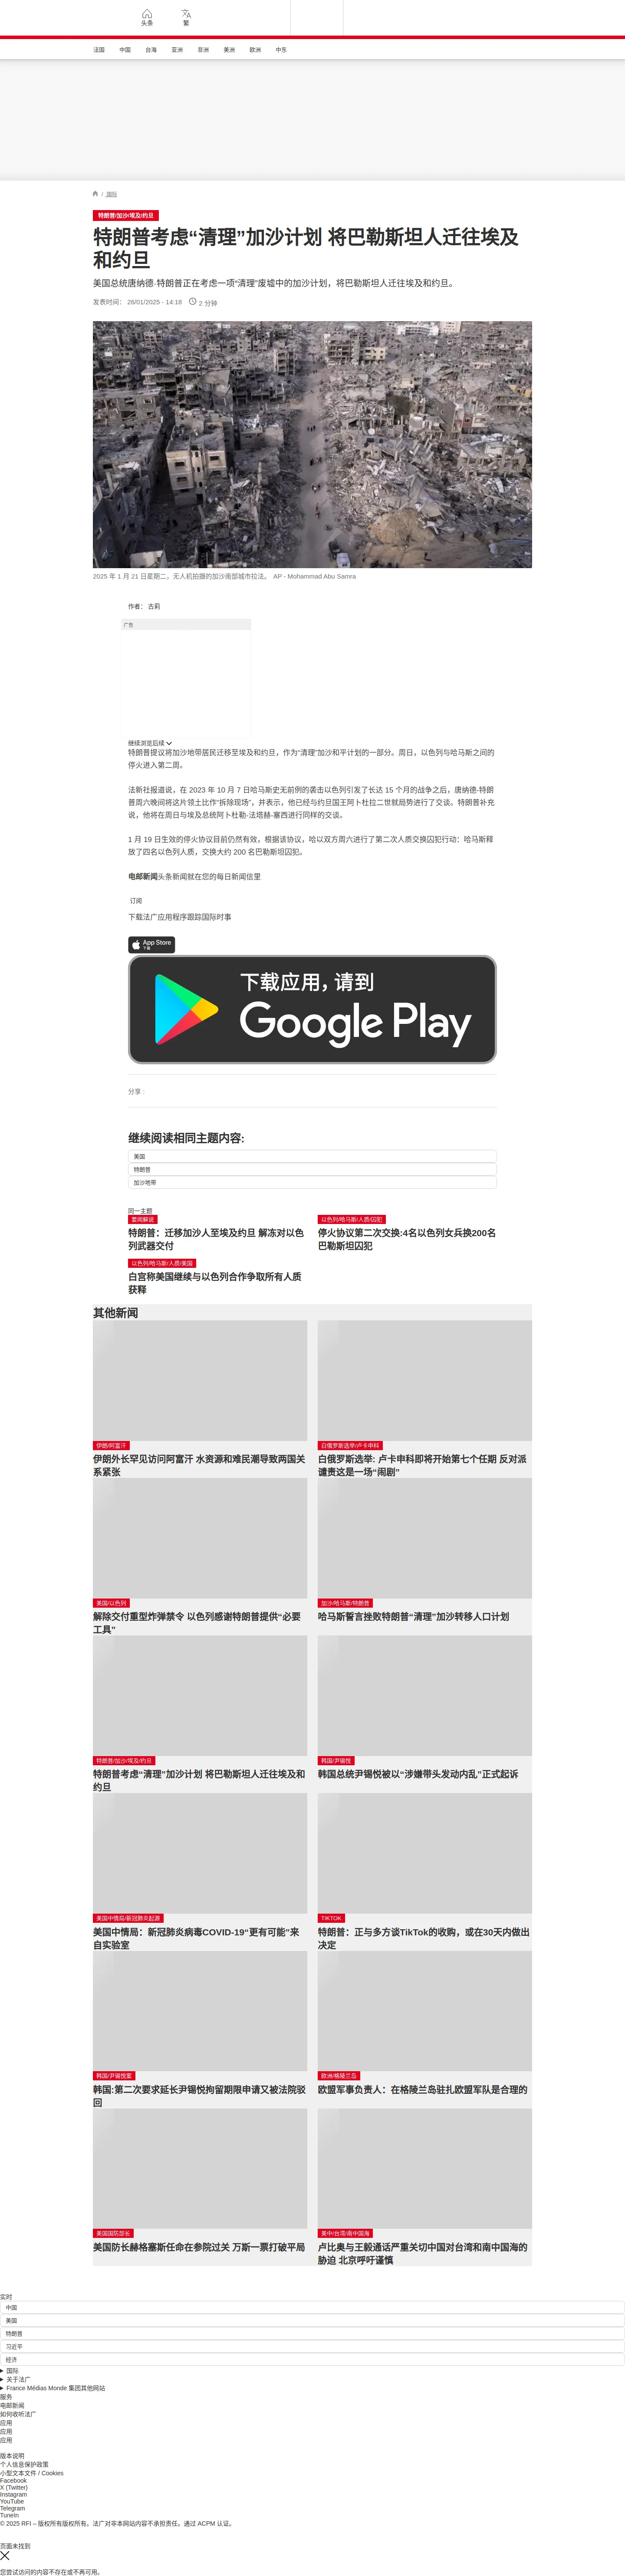 头条
繁
法国 中国 台海 亚洲 非洲 美洲 欧洲 中东
/ 国际
特朗普/加沙/埃及/约旦
特朗普考虑“清理”加沙计划 将巴勒斯坦人迁往埃及
和约旦
美国总统唐纳德·特朗普正在考虑一项“清理”废墟中的加沙计划，将巴勒斯坦人迁往埃及和约旦。
发表时间： 26/01/2025 - 14:18 2 分钟
2025 年 1 月 21 日星期二，无人机拍摄的加沙南部城市拉法。 AP - Mohammad Abu Samra
作者： 古莉
广告
继续浏览后续
特朗普提议将加沙地带居民迁移至埃及和约旦，作为“清理”加沙和平计划的一部分。周日，以色列与哈马斯之间的
停火进入第二周。
法新社报道说，在 2023 年 10 月 7 日哈马斯史无前例的袭击以色列引发了长达 15 个月的战争之后，唐纳德-特朗
普周六晚间将这片领土比作“拆除现场”，并表示，他已经与约旦国王阿卜杜拉二世就局势进行了交谈。特朗普补充
说，他将在周日与埃及总统阿卜杜勒-法塔赫-塞西进行同样的交谈。
1 月 19 日生效的停火协议目前仍然有效，根据该协议，哈以双方周六进行了第二次人质交换囚犯行动：哈马斯释
放了四名以色列人质，交换大约 200 名巴勒斯坦囚犯。
电邮新闻头条新闻就在您的每日新闻信里
订阅
下载法广应用程序跟踪国际时事
App Store
下载
下载应用，请到
Google Play
分享 :
继续阅读相同主题内容:
美国
特朗普
加沙地带
同一主题
要闻解说
特朗普：迁移加沙人至埃及约旦 解冻对以色
列武器交付
以色列/哈马斯/人质/囚犯
停火协议第二次交换:4名以色列女兵换200名
巴勒斯坦囚犯
以色列/哈马斯/人质/美国
白宫称美国继续与以色列合作争取所有人质
获释
其他新闻
伊朗/阿富汗
伊朗外长罕见访问阿富汗 水资源和难民潮导致两国关
系紧张
白俄罗斯选举/卢卡申科
白俄罗斯选举: 卢卡申科即将开始第七个任期 反对派
谴责这是一场“闹剧”
美国/以色列
解除交付重型炸弹禁令 以色列感谢特朗普提供“必要
工具”
加沙/哈马斯/特朗普
哈马斯誓言挫败特朗普“清理”加沙转移人口计划
特朗普/加沙/埃及/约旦
特朗普考虑“清理”加沙计划 将巴勒斯坦人迁往埃及和
约旦
韩国/尹锡悦
韩国总统尹锡悦被以“涉嫌带头发动内乱”正式起诉
美国中情局/新冠肺炎起源
美国中情局：新冠肺炎病毒COVID-19“更有可能”来
自实验室
TIKTOK
特朗普：正与多方谈TikTok的收购，或在30天内做出
决定
韩国/尹锡悦案
韩国:第二次要求延长尹锡悦拘留期限申请又被法院驳
回
欧洲/格陵兰岛
欧盟军事负责人：在格陵兰岛驻扎欧盟军队是合理的
美国国防部长
美国防长赫格塞斯任命在参院过关 万斯一票打破平局
美中/台湾/南中国海
卢比奥与王毅通话严重关切中国对台湾和南中国海的
胁迫 北京呼吁谨慎
实时
中国
美国
特朗普
习近平
经济
国际
关于法广
France Médias Monde 集团其他网站
服务
电邮新闻
如何收听法广
应用
应用
应用
版本说明
个人信息保护政策
小型文本文件 / Cookies
Facebook
X (Twitter)
Instagram
YouTube
Telegram
TuneIn
© 2025 RFI – 版权所有版权所有。法广对非本网站内容不承担责任。通过 ACPM 认证。
页面未找到
您尝试访问的内容不存在或不再可用。